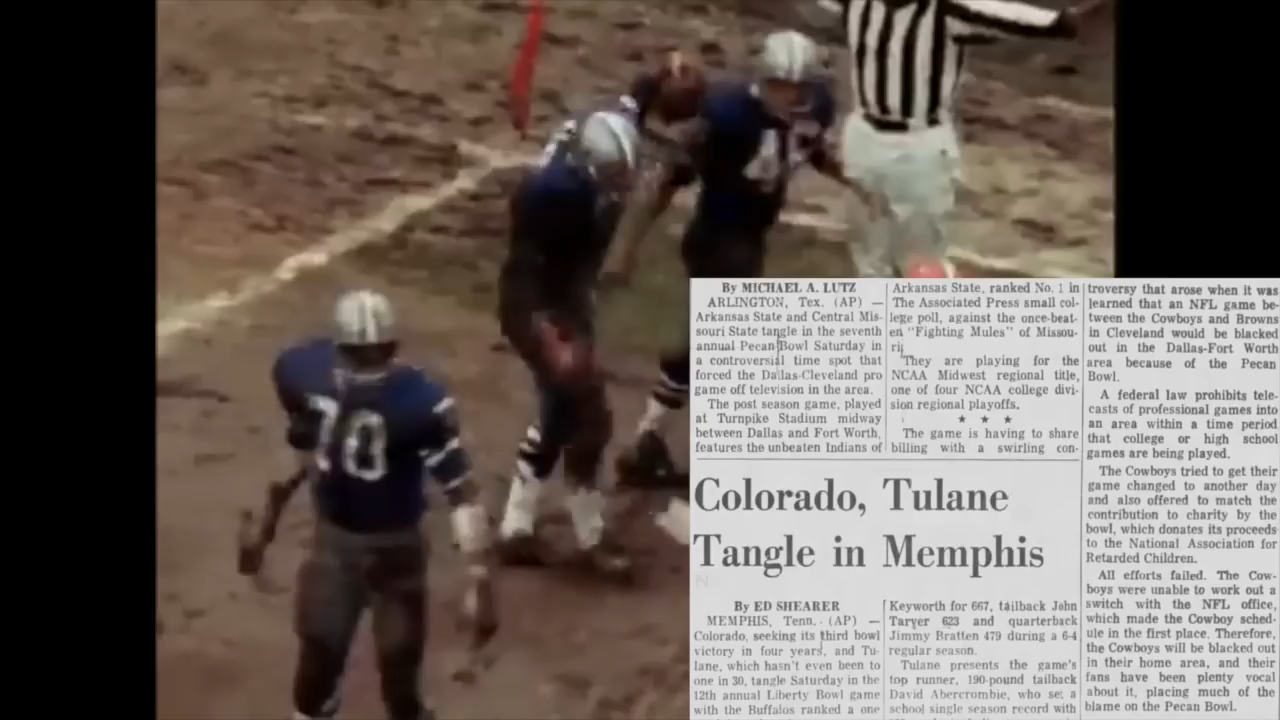 70
4
By MICHAEL A. LUTZ
ARLINGTON, Tex. (AP) —
Arkansas State and Central Mis-
souri State tangle in the seventh
annual Pecan Bowl Saturday in
a controversial time spot that
forced the Dallas-Cleveland pro
game off television in the area.
The post season game, played
at Turnpike Stadium midway
between Dallas and Fort Worth,
features the unbeaten Indians of
Arkansas State, ranked No. 1 in
The Associated Press small col-
lege poll, against the once-beat-
en "Fighting Mules" of Missou-
ri.
They are playing for the
NCAA Midwest regional title,
one of four NCAA college divi-
sion regional playoffs.
★ ★ ★
The game is having to share
billing with a swirling con-
troversy that arose when it was
learned that an NFL game be-
tween the Cowboys and Browns
in Cleveland would be blacked
out in the Dallas-Fort Worth
area because of the Pecan
Bowl.
A federal law prohibits tele-
casts of professional games into
an area within a time period
that college or high school
games are being played.
The Cowboys tried to get their
game changed to another day
and also offered to match the
contribution to charity by the
bowl, which donates its proceeds
to the National Association for
Retarded Children.
All efforts failed. The Cow-
boys were unable to work out a
switch with the NFL office,
which made the Cowboy sched-
ule in the first place. Therefore,
the Cowboys will be blacked out
in their home area, and their
fans have been plenty vocal
about it, placing much of the
blame on the Pecan Bowl.
Colorado, Tulane
Tangle in Memphis
By ED SHEARER
MEMPHIS, Tenn. (AP) —
Colorado, seeking its third bowl
victory in four years, and Tu-
lane, which hasn't even been to
one in 30, tangle Saturday in the
12th annual Liberty Bowl game
with the Buffalos ranked a one
Keyworth for 667, tailback John
Tarver 623 and quarterback
Jimmy Bratten 479 during a 6-4
regular season.
Tulane presents the game's
top runner, 190-pound tailback
David Abercrombie, who set a
school single season record with